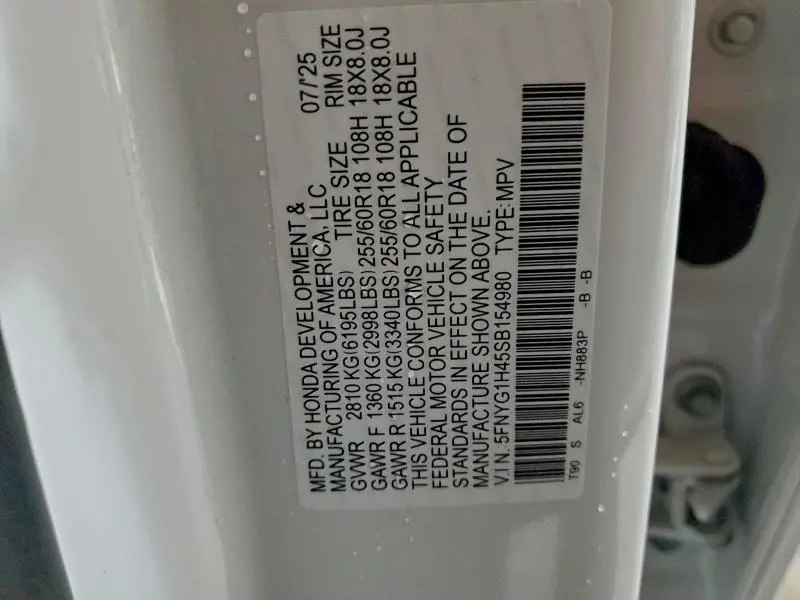 MFD. BY HONDA DEVELOPMENT & 07/'25
MANUFACTURING OF AMERICA, LLC
TIRE SIZE RIM SIZE
GVWR 2810 KG(6195LBS)
GAWR F 1360 KG(2998LBS) 255/60R18 108H 18X8.0J
GAWR R 1515 KG(3340LBS) 255/60R18 108H 18X8.0J
THIS VEHICLE CONFORMS TO ALL APPLICABLE
FEDERAL MOTOR VEHICLE SAFETY
STANDARDS IN EFFECT ON THE DATE OF
MANUFACTURE SHOWN ABOVE.
V.I.N.:5FNYG1H45SB154980 TYPE:MPV
T90 S AL6 -NH883P -B -B